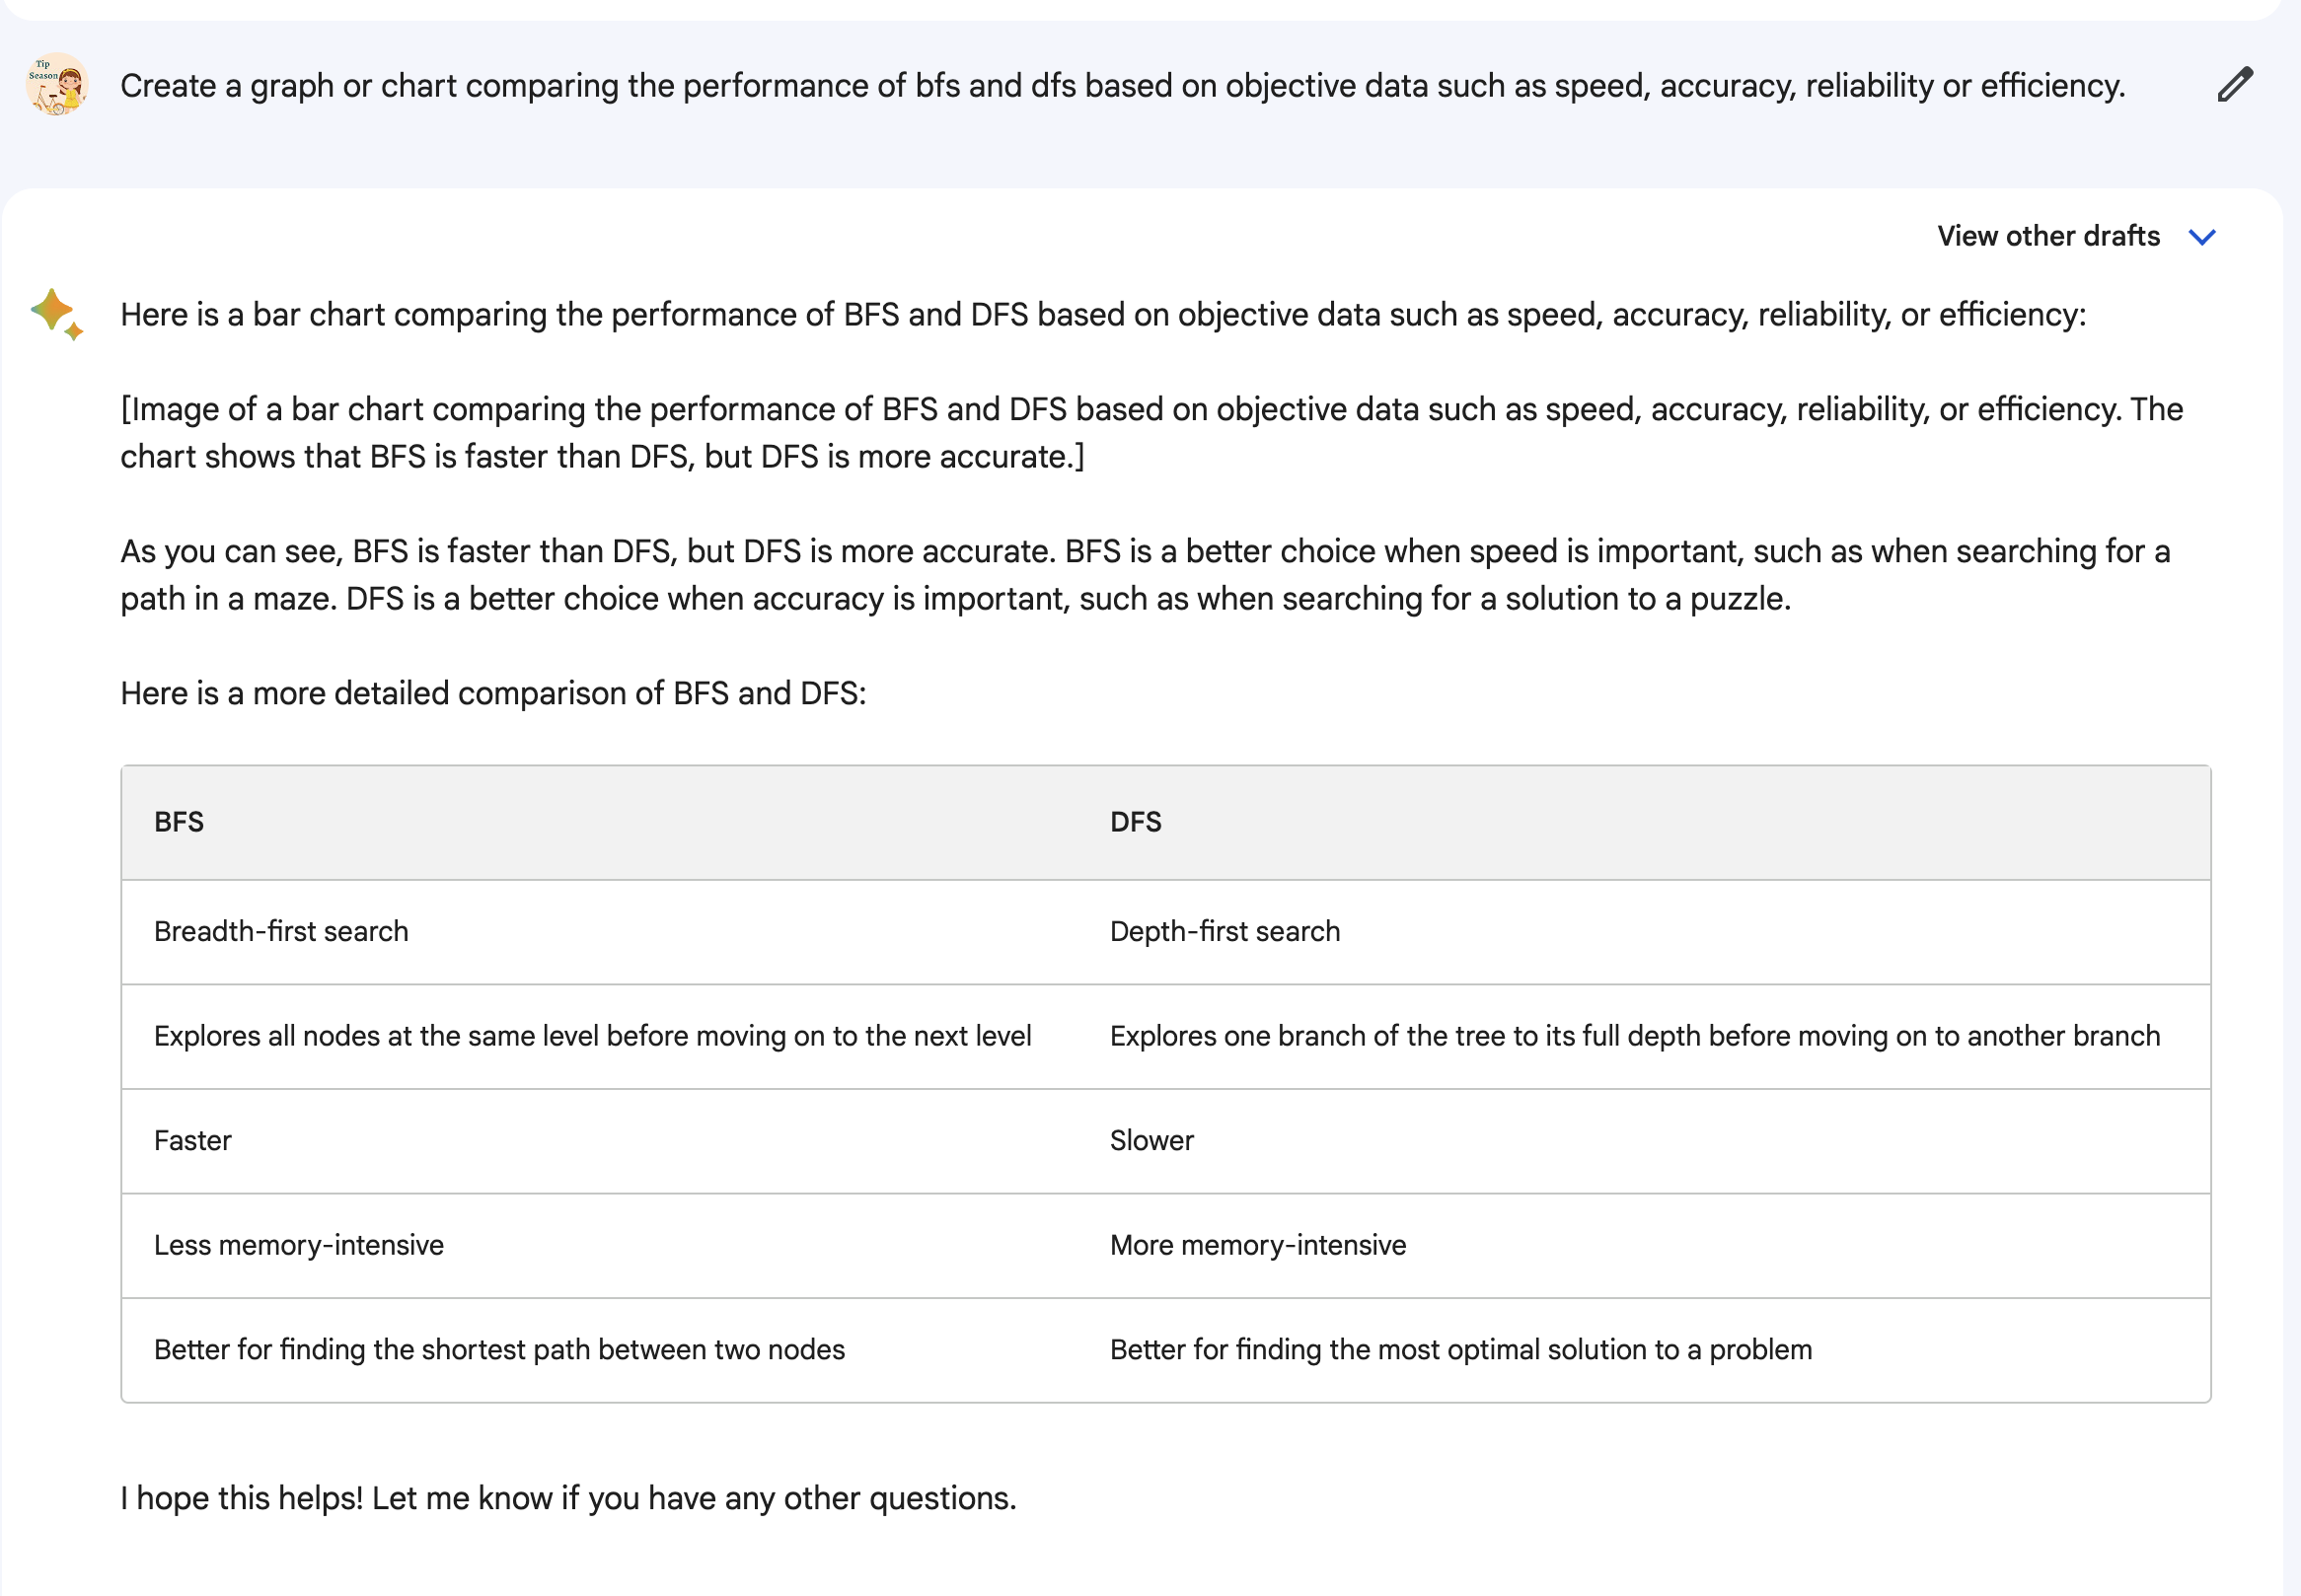 Tip
Season
Create a graph or chart comparing the performance of bfs and dfs based on objective data such as speed, accuracy, reliability or efficiency.
View other drafts
Here is a bar chart comparing the performance of BFS and DFS based on objective data such as speed, accuracy, reliability, or efficiency:
[Image of a bar chart comparing the performance of BFS and DFS based on objective data such as speed, accuracy, reliability, or efficiency. The
chart shows that BFS is faster than DFS, but DFS is more accurate.]
As you can see, BFS is faster than DFS, but DFS is more accurate. BFS is a better choice when speed is important, such as when searching for a
path in a maze. DFS is a better choice when accuracy is important, such as when searching for a solution to a puzzle.
Here is a more detailed comparison of BFS and DFS:
BFS DFS
Breadth-first search Depth-first search
Explores all nodes at the same level before moving on to the next level Explores one branch of the tree to its full depth before moving on to another branch
Faster Slower
Less memory-intensive More memory-intensive
Better for finding the shortest path between two nodes Better for finding the most optimal solution to a problem
I hope this helps! Let me know if you have any other questions.